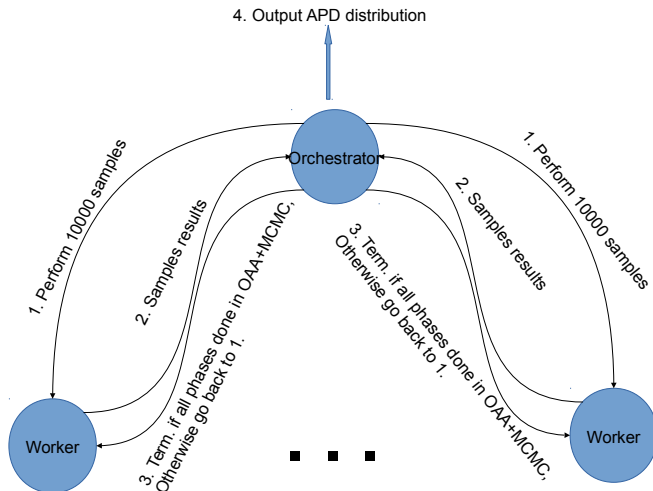 4. Output APD distribution
Orchestrator
1. Perform 10000 samples
2. Samples results
3. Term. if all phases done in OAA+MCMC,
Otherwise go back to 1.
1. Perform 10000 samples
2. Samples results
3. Term. if all phases done in OAA+MCMC,
Otherwise go back to 1.
Worker
Worker